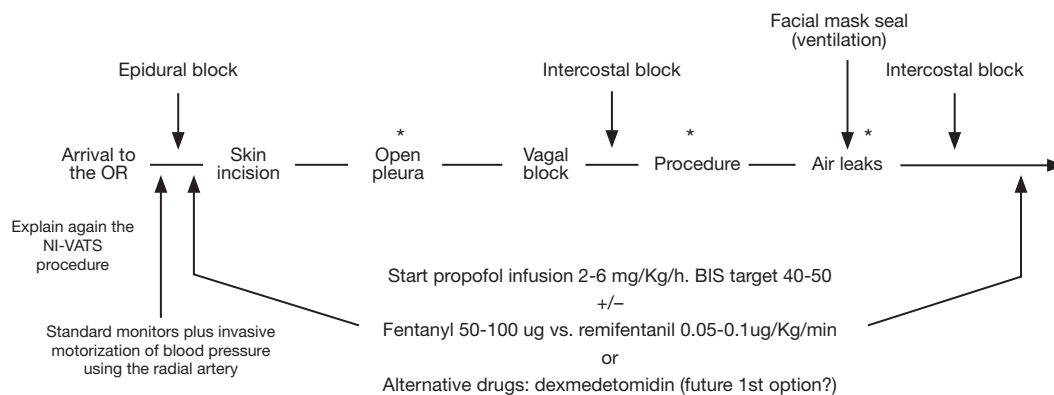 Facial mask seal
(ventilation)
Epidural block
Intercostal block
Intercostal block
*
*
*
Arrival to
the OR
Skin
incision
Open
pleura
Vagal
block
Procedure
Air leaks
Explain again the
NI-VATS
procedure
Start propofol infusion 2-6 mg/Kg/h. BIS target 40-50
+/–
Fentanyl 50-100 ug vs. remifentanil 0.05-0.1ug/Kg/min
or
Alternative drugs: dexmedetomidin (future 1st option?)
Standard monitors plus invasive
motorization of blood pressure
using the radial artery